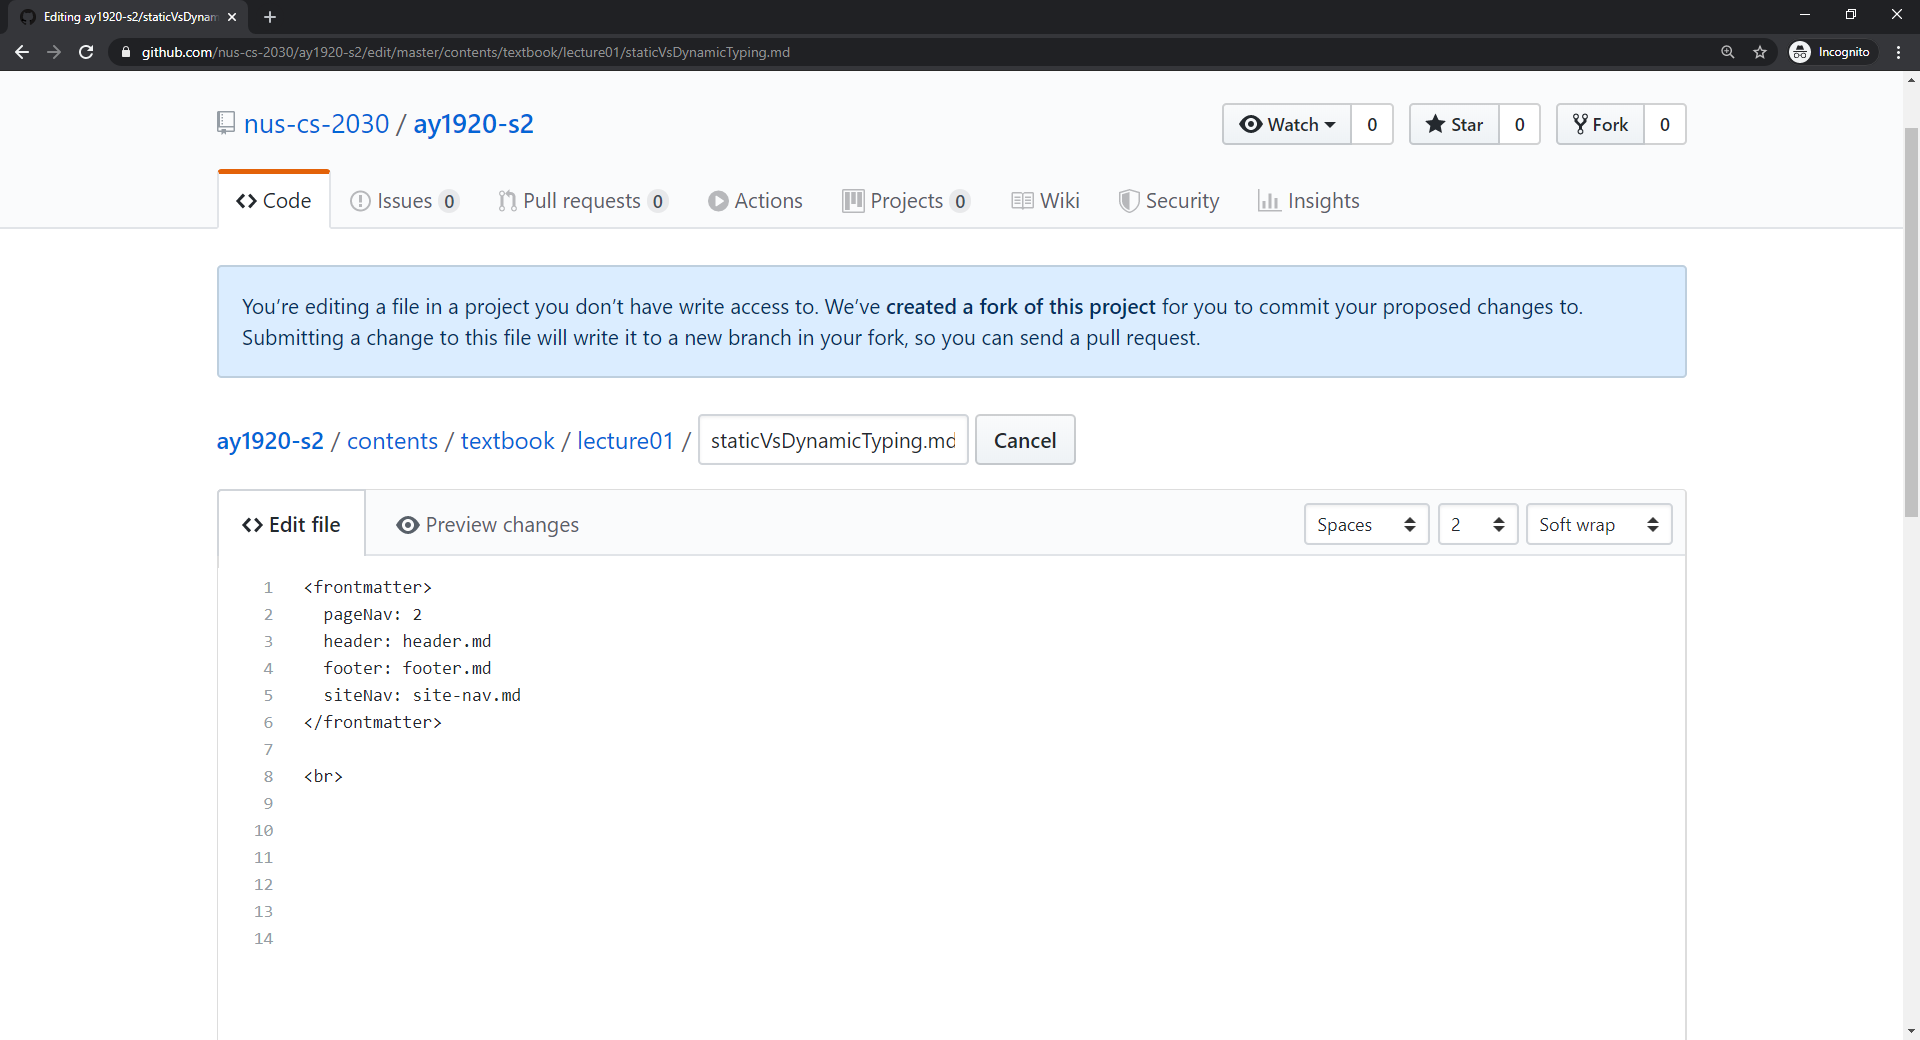 Editing ay1920-s2/staticVsDynam
github.com/nus-cs-2030/ay1920-s2/edit/master/contents/textbook/lecture01/staticVsDynamicTyping.md
Incognito
nus-cs-2030 / ay1920-s2
Watch 0 Star 0 Fork 0
Code Issues 0 Pull requests 0 Actions Projects 0 Wiki Security Insights
You’re editing a file in a project you don’t have write access to. We’ve created a fork of this project for you to commit your proposed changes to.
Submitting a change to this file will write it to a new branch in your fork, so you can send a pull request.
ay1920-s2 / contents / textbook / lecture01 / staticVsDynamicTyping.md Cancel
<> Edit file Preview changes Spaces 2 Soft wrap
1 <frontmatter>
2 pageNav: 2
3 header: header.md
4 footer: footer.md
5 siteNav: site-nav.md
6 </frontmatter>
7
8 <br>
9
10
11
12
13
14